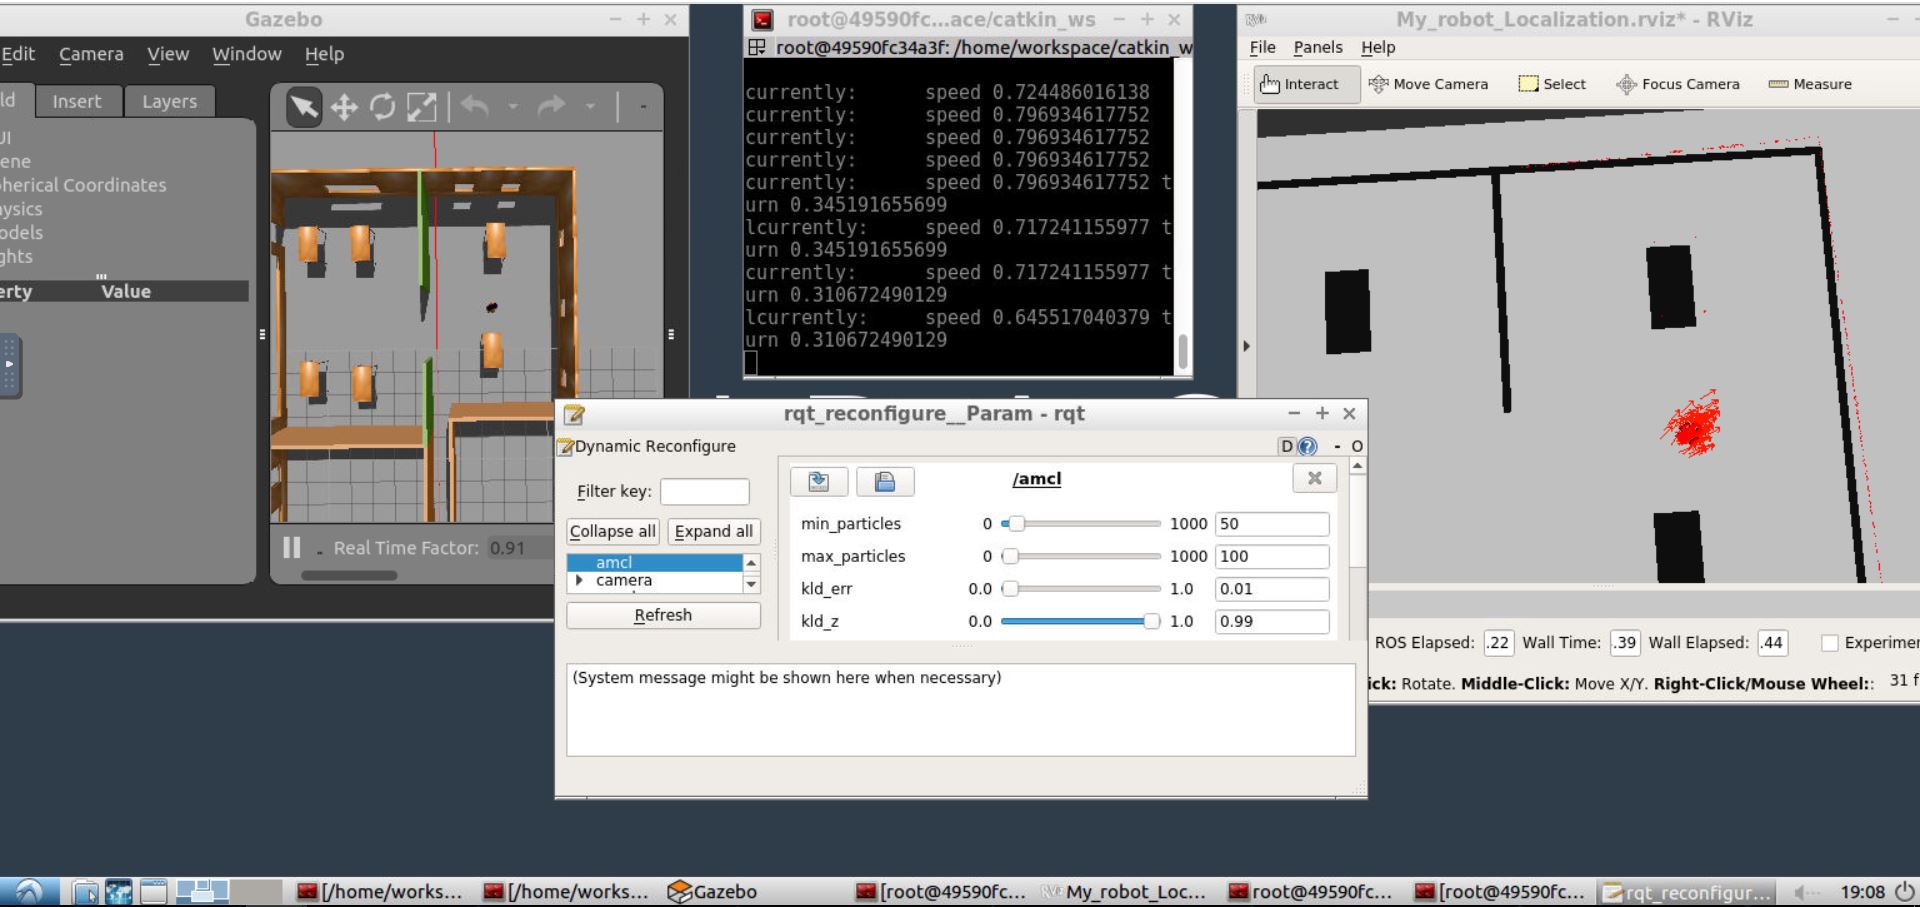 Gazebo
Edit Camera View Window Help
ld Insert Layers
UI
ene
herical Coordinates
ysics
odels
ghts
erty Value
Real Time Factor: 0.91
root@49590fc...ace/catkin_ws
root@49590fc34a3f: /home/workspace/catkin_w
currently: speed 0.724486016138
currently: speed 0.796934617752
currently: speed 0.796934617752
currently: speed 0.796934617752
currently: speed 0.796934617752 t
urn 0.345191655699
lcurrently: speed 0.717241155977 t
urn 0.345191655699
currently: speed 0.717241155977 t
urn 0.310672490129
lcurrently: speed 0.645517040379 t
urn 0.310672490129
My_robot_Localization.rviz* - RViz
File Panels Help
Interact Move Camera Select Focus Camera Measure
rqt_reconfigure__Param - rqt
Dynamic Reconfigure D - O
Filter key:
Collapse all Expand all
amcl
camera
Refresh
/amcl
min_particles 0 1000 50
max_particles 0 1000 100
kld_err 0.0 1.0 0.01
kld_z 0.0 1.0 0.99
(System message might be shown here when necessary)
ROS Elapsed: .22 Wall Time: .39 Wall Elapsed: .44 Experimen
ick: Rotate. Middle-Click: Move X/Y. Right-Click/Mouse Wheel:: 31 f
[/home/works... [/home/works... Gazebo [root@49590fc... My_robot_Loc... root@49590fc... [root@49590fc... rqt_reconfigur... 19:08